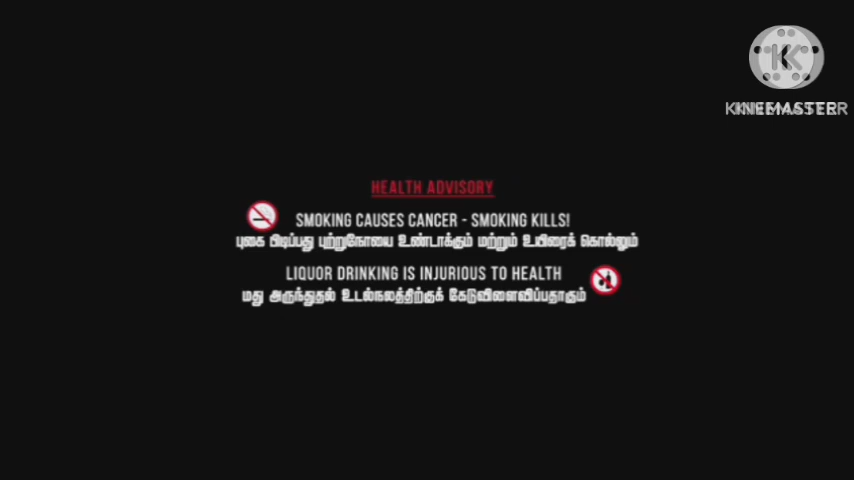 KINEMASTER
HEALTH ADVISORY
SMOKING CAUSES CANCER - SMOKING KILLS!
புகை பிடிப்பது புற்றுநோயை உண்டாக்கும் மற்றும் உயிரைக் கொல்லும்
LIQUOR DRINKING IS INJURIOUS TO HEALTH
மது அருந்துதல் உடல்நலத்திற்குக் கேடுவிளைவிப்பதாகும்